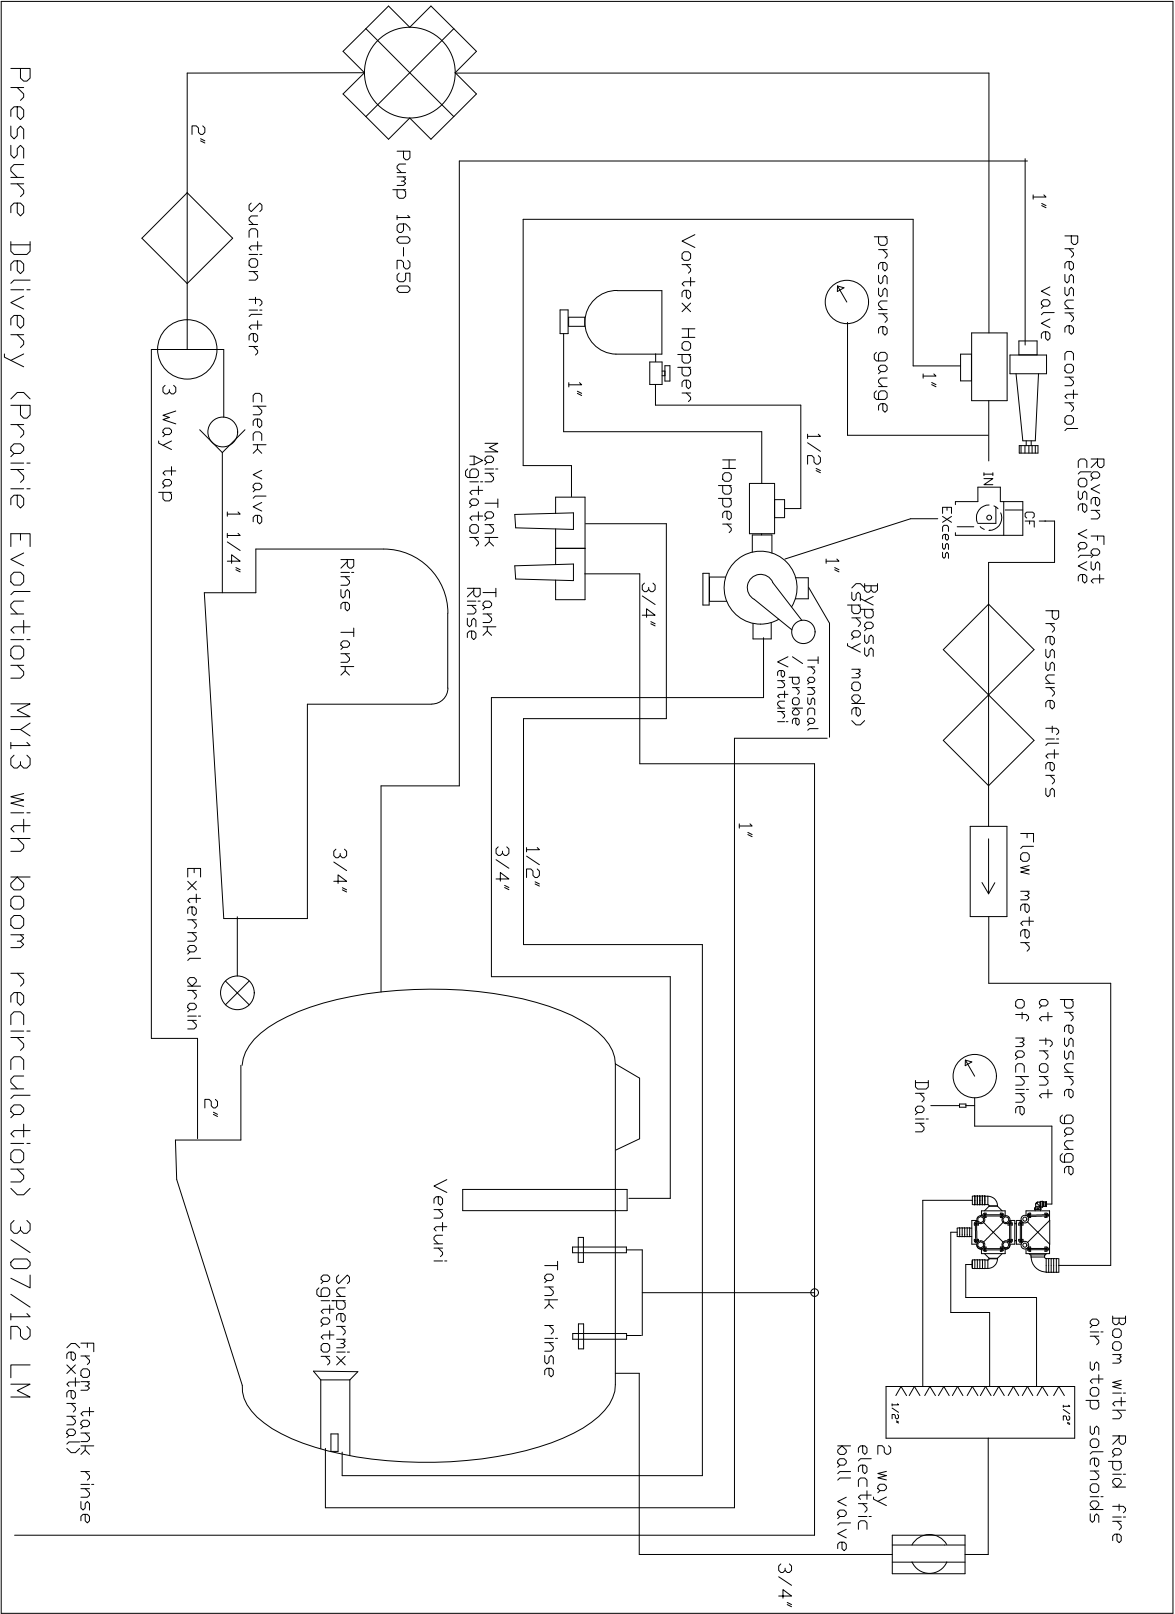 Boom with Rapid fire
air stop solenoids
Raven Fast
Close valve
Pressure control
valve
1"
Pressure filters
Flow meter
pressure gauge
at front
of machine
IN
CF
EXcess
1/2"
1/2"
1"
pressure gauge
Drain
Bypass
(spray mode)
2 way
electric
ball valve
1/2"
1"
Transcal
/ probe
Venturi
3/4"
Hopper
1"
Vortex Hopper
1"
3/4"
Main Tank
Agitator
Tank
Rinse
1/2"
3/4"
Tank rinse
Venturi
Pump 160-250
Rinse Tank
3/4"
Supermix
agitator
Suction filter
check valve
1 1/4"
2"
3 Way tap
External drain
2"
From tank rinse
(external)
Pressure Delivery (Prairie Evolution MY13 with boom recirculation) 3/07/12 LM